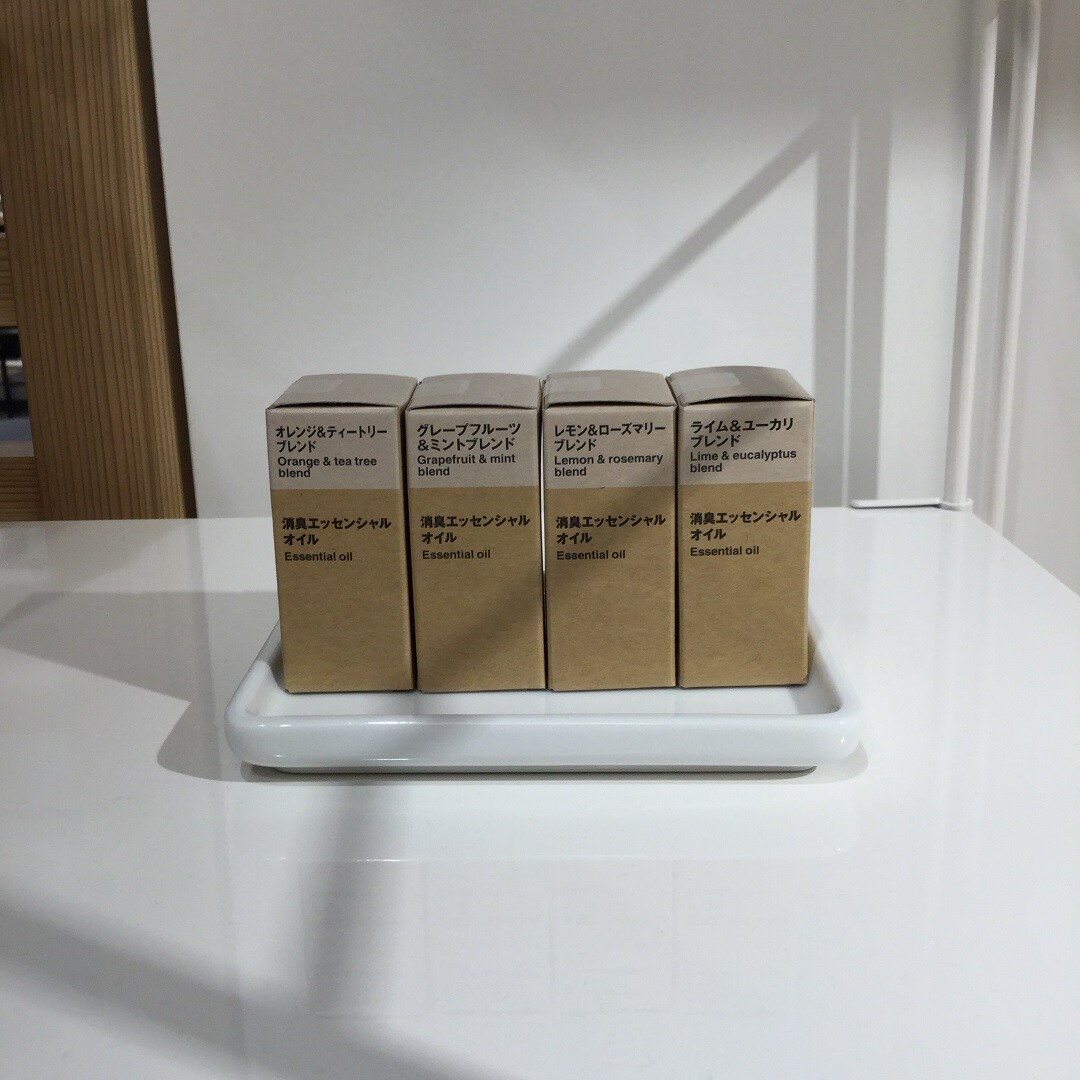 オレンジ&ティートリー
ブレンド
Orange & tea tree
blend
消臭エッセンシャル
オイル
Essential oil
グレープフルーツ
&ミントブレンド
Grapefruit & mint
blend
消臭エッセンシャル
オイル
Essential oil
レモン&ローズマリー
ブレンド
Lemon & rosemary
blend
消臭エッセンシャル
オイル
Essential oil
ライム&ユーカリ
ブレンド
Lime & eucalyptus
blend
消臭エッセンシャル
オイル
Essential oil